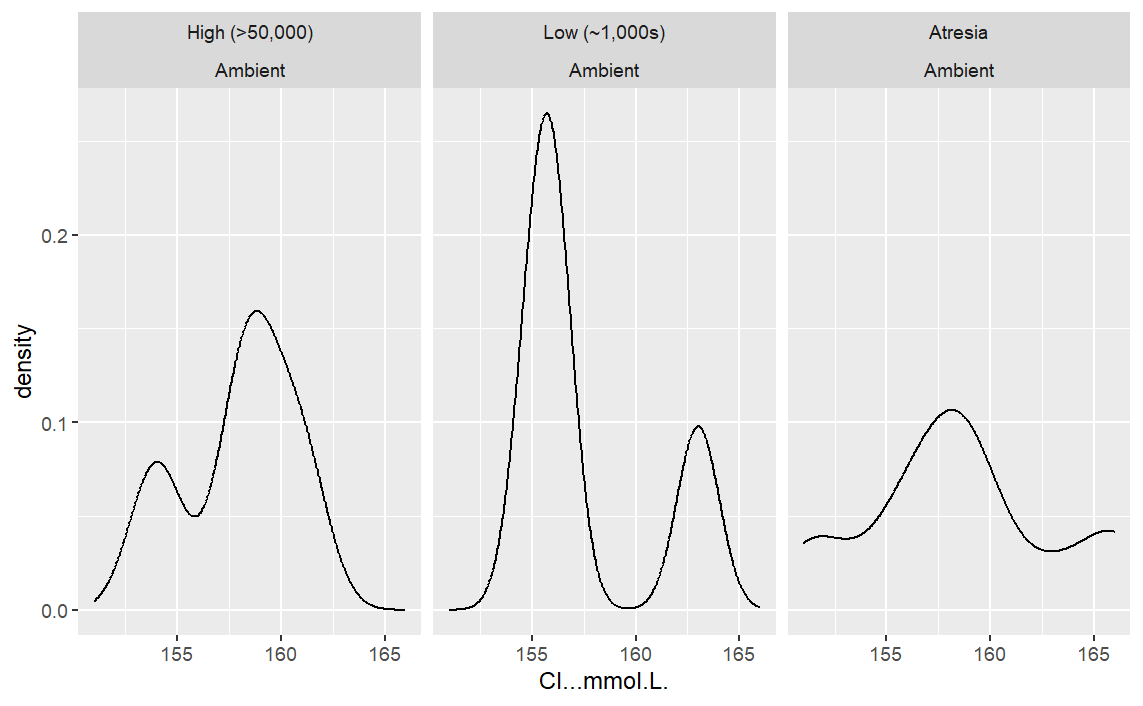 High (>50,000)
Ambient
Low (~1,000s)
Ambient
Atresia
Ambient
density
0.2
0.1
0.0
155 160 165
155 160 165
155 160 165
Cl...mmol.L.